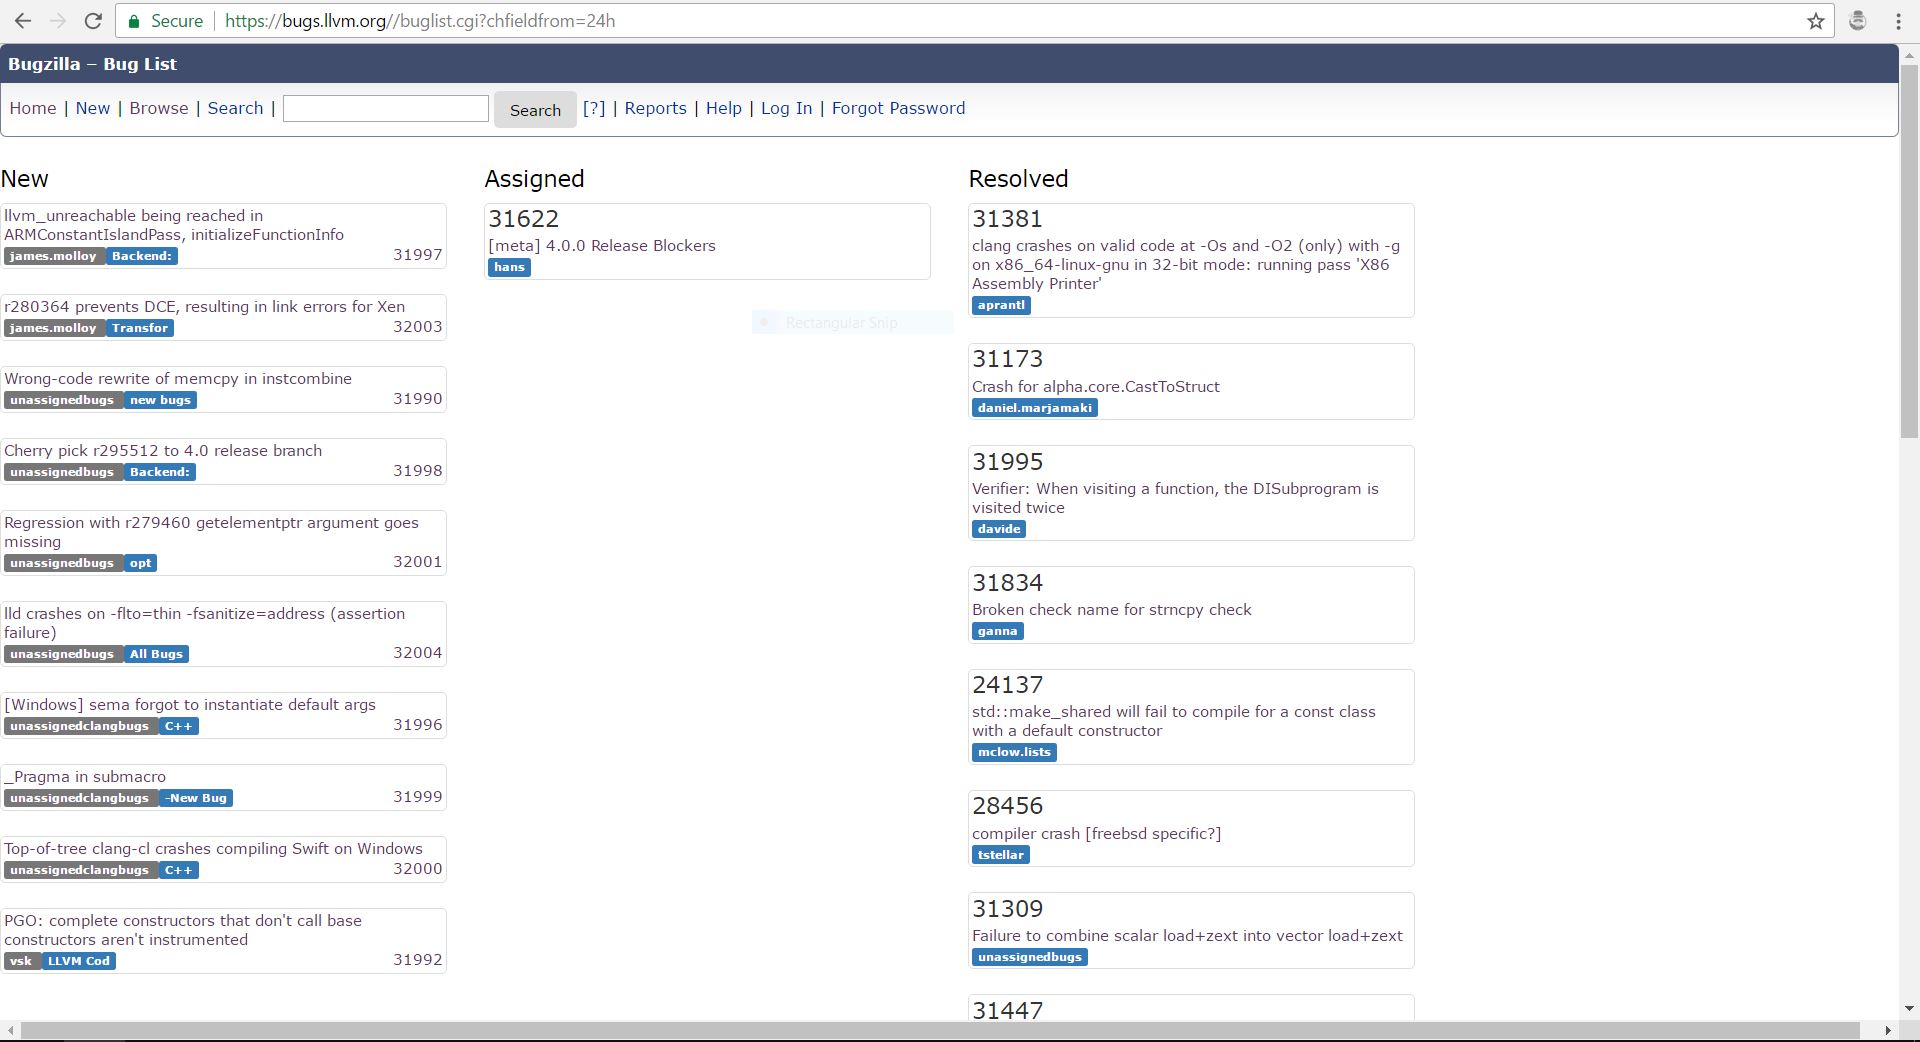 Secure https://bugs.llvm.org//buglist.cgi?chfieldfrom=24h
Bugzilla – Bug List
Home | New | Browse | Search | Search [?] | Reports | Help | Log In | Forgot Password
New
llvm_unreachable being reached in
ARMConstantIslandPass, initializeFunctionInfo
james.molloy Backend: 31997
r280364 prevents DCE, resulting in link errors for Xen
james.molloy Transfor 32003
Wrong-code rewrite of memcpy in instcombine
unassignedbugs new bugs 31990
Cherry pick r295512 to 4.0 release branch
unassignedbugs Backend: 31998
Regression with r279460 getelementptr argument goes
missing
unassignedbugs opt 32001
lld crashes on -flto=thin -fsanitize=address (assertion
failure)
unassignedbugs All Bugs 32004
[Windows] sema forgot to instantiate default args
unassignedclangbugs C++ 31996
_Pragma in submacro
unassignedclangbugs -New Bug 31999
Top-of-tree clang-cl crashes compiling Swift on Windows
unassignedclangbugs C++ 32000
PGO: complete constructors that don't call base
constructors aren't instrumented
vsk LLVM Cod 31992
Assigned
31622
[meta] 4.0.0 Release Blockers
hans
Rectangular Snip
Resolved
31381
clang crashes on valid code at -Os and -O2 (only) with -g
on x86_64-linux-gnu in 32-bit mode: running pass 'X86
Assembly Printer'
aprantl
31173
Crash for alpha.core.CastToStruct
daniel.marjamaki
31995
Verifier: When visiting a function, the DISubprogram is
visited twice
davide
31834
Broken check name for strncpy check
ganna
24137
std::make_shared will fail to compile for a const class
with a default constructor
mclow.lists
28456
compiler crash [freebsd specific?]
tstellar
31309
Failure to combine scalar load+zext into vector load+zext
unassignedbugs
31447